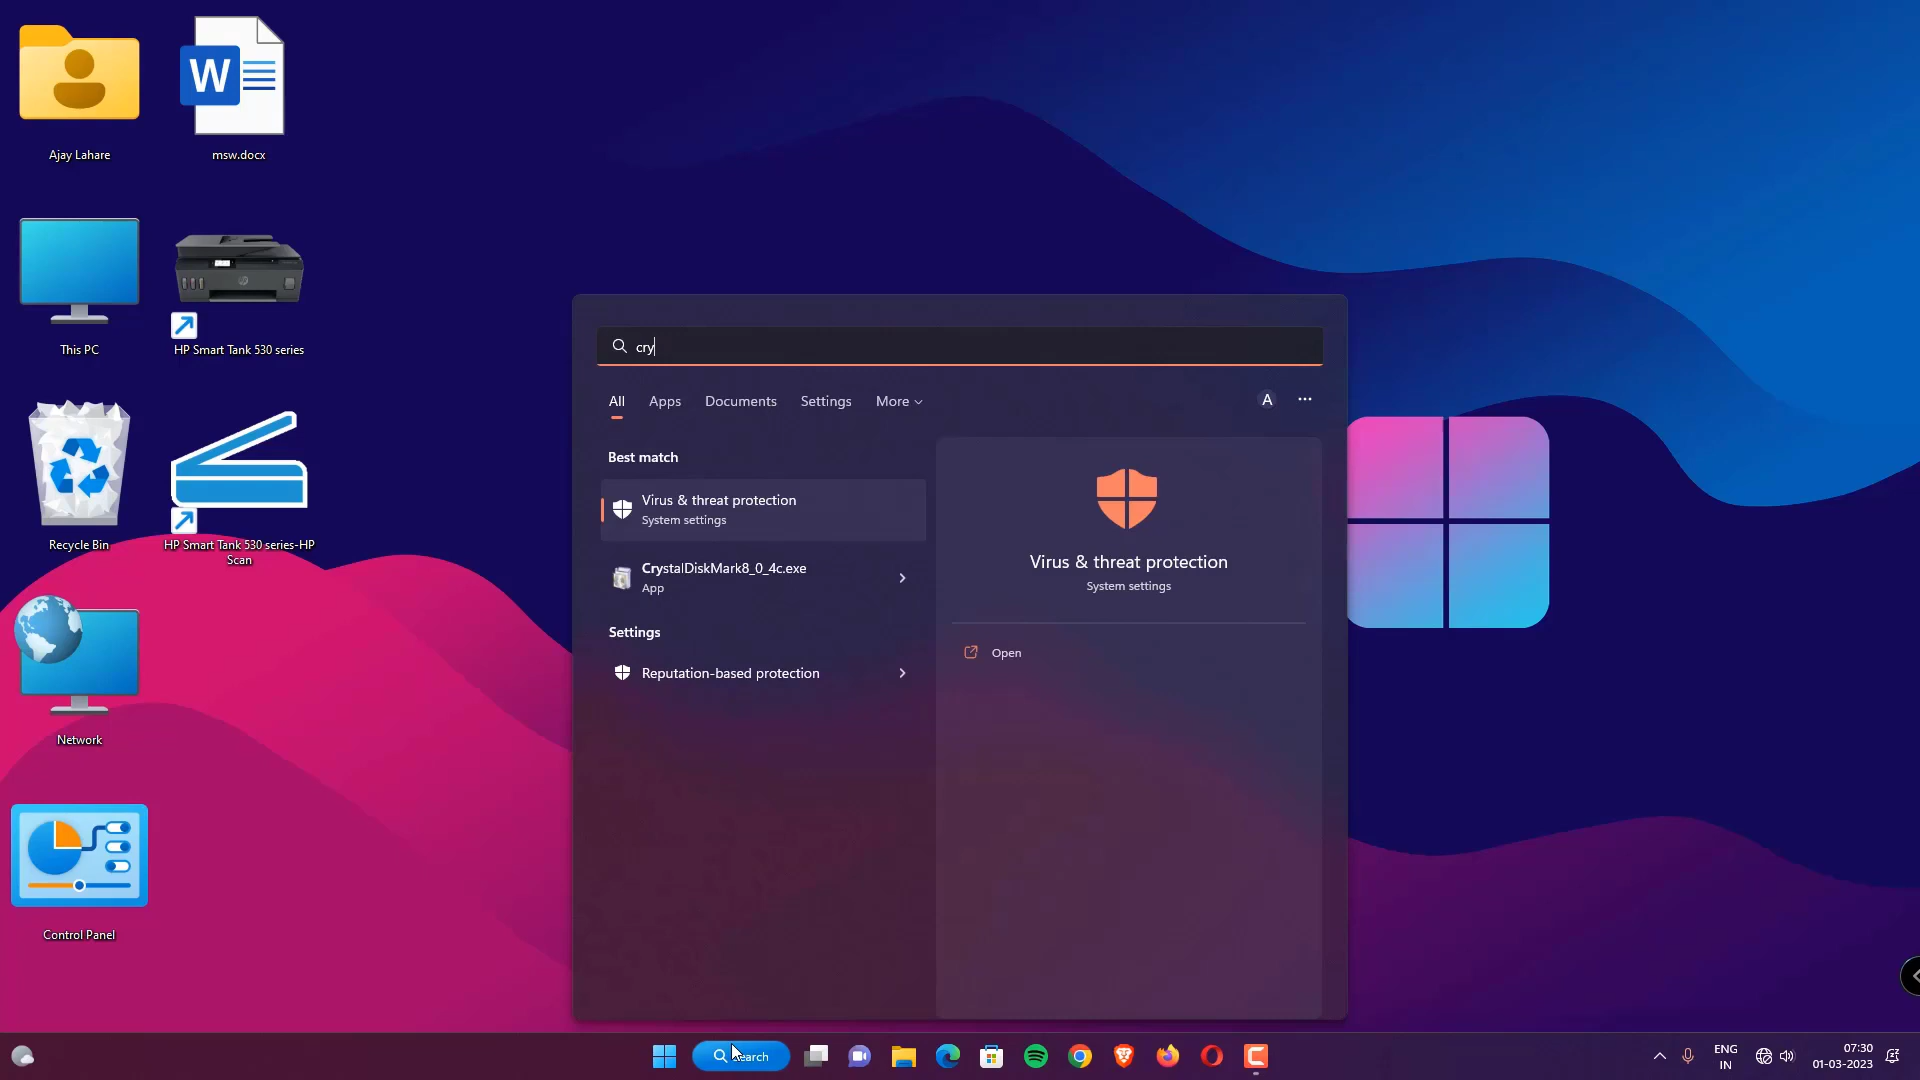 Ajay Lahare
W
msw.docx
This PC
HP Smart Tank 530 series
Recycle Bin
HP Smart Tank 530 series-HP
Scan
Network
Control Panel
cry
All
Apps
Documents
Settings
More
A
Best match
Virus & threat protection
System settings
CrystalDiskMark8_0_4c.exe
App
Settings
Reputation-based protection
Virus & threat protection
System settings
Open
ENG
IN
07:30
01-03-2023